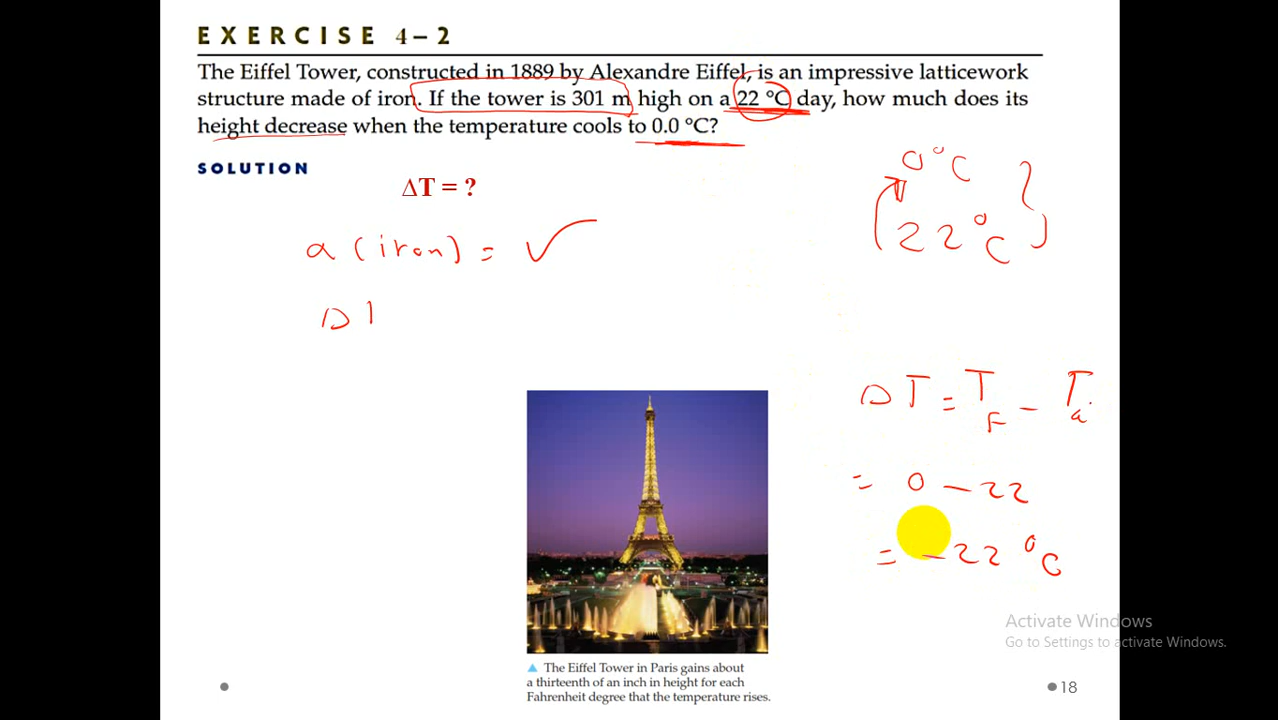 EXERCISE 4–2
The Eiffel Tower, constructed in 1889 by Alexandre Eiffel, is an impressive latticework
structure made of iron. If the tower is 301 m high on a 22 °C day, how much does its
height decrease when the temperature cools to 0.0 °C?
SOLUTION
ΔT = ?
0°C
22°C
α (iron) = ✓
Δ l
ΔT = T_F - T_i
= 0 - 22
= -22 °C
Activate Windows
Go to Settings to activate Windows.
▲ The Eiffel Tower in Paris gains about
a thirteenth of an inch in height for each
Fahrenheit degree that the temperature rises.
18